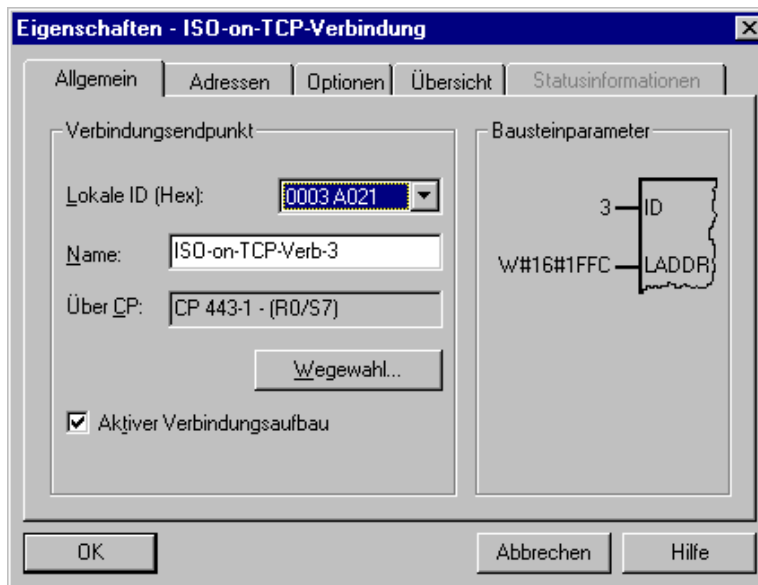 Eigenschaften - ISO-on-TCP-Verbindung
Allgemein Adressen Optionen Übersicht Statusinformationen
Verbindungsendpunkt
Lokale ID (Hex): 0003 A021
Name: ISO-on-TCP-Verb-3
Über CP: CP 443-1 - (R0/S7)
Wegewahl...
Aktiver Verbindungsaufbau
Bausteinparameter
3 ID
W#16#1FFC LADDR
OK Abbrechen Hilfe